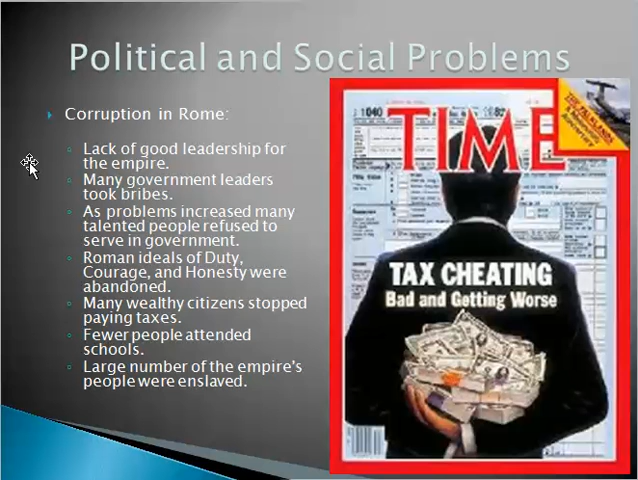 Political and Social Problems
Corruption in Rome:
Lack of good leadership for
the empire.
Many government leaders
took bribes.
As problems increased many
talented people refused to
serve in government.
Roman ideals of Duty,
Courage, and Honesty were
abandoned.
Many wealthy citizens stopped
paying taxes.
Fewer people attended
schools.
Large number of the empire's
people were enslaved.
1040
TIME
TAX CHEATING
Bad and Getting Worse